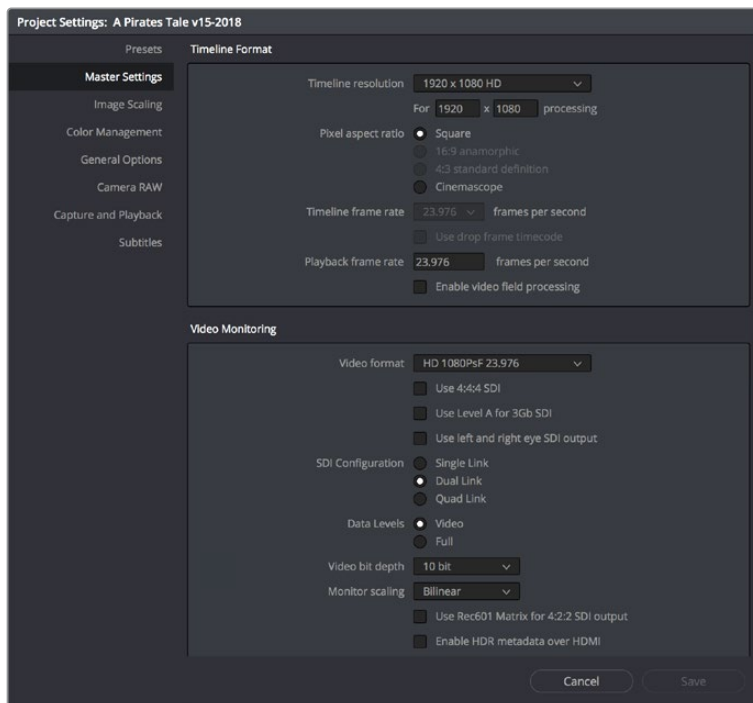 Project Settings: A Pirates Tale v15-2018
Presets
Master Settings
Image Scaling
Color Management
General Options
Camera RAW
Capture and Playback
Subtitles
Timeline Format
Timeline resolution 1920 x 1080 HD
For 1920 x 1080 processing
Pixel aspect ratio Square
16:9 anamorphic
4:3 standard definition
Cinemascope
Timeline frame rate 23.976 frames per second
Use drop frame timecode
Playback frame rate 23.976 frames per second
Enable video field processing
Video Monitoring
Video format HD 1080PsF 23.976
Use 4:4:4 SDI
Use Level A for 3Gb SDI
Use left and right eye SDI output
SDI Configuration Single Link
Dual Link
Quad Link
Data Levels Video
Full
Video bit depth 10 bit
Monitor scaling Bilinear
Use Rec601 Matrix for 4:2:2 SDI output
Enable HDR metadata over HDMI
Cancel Save